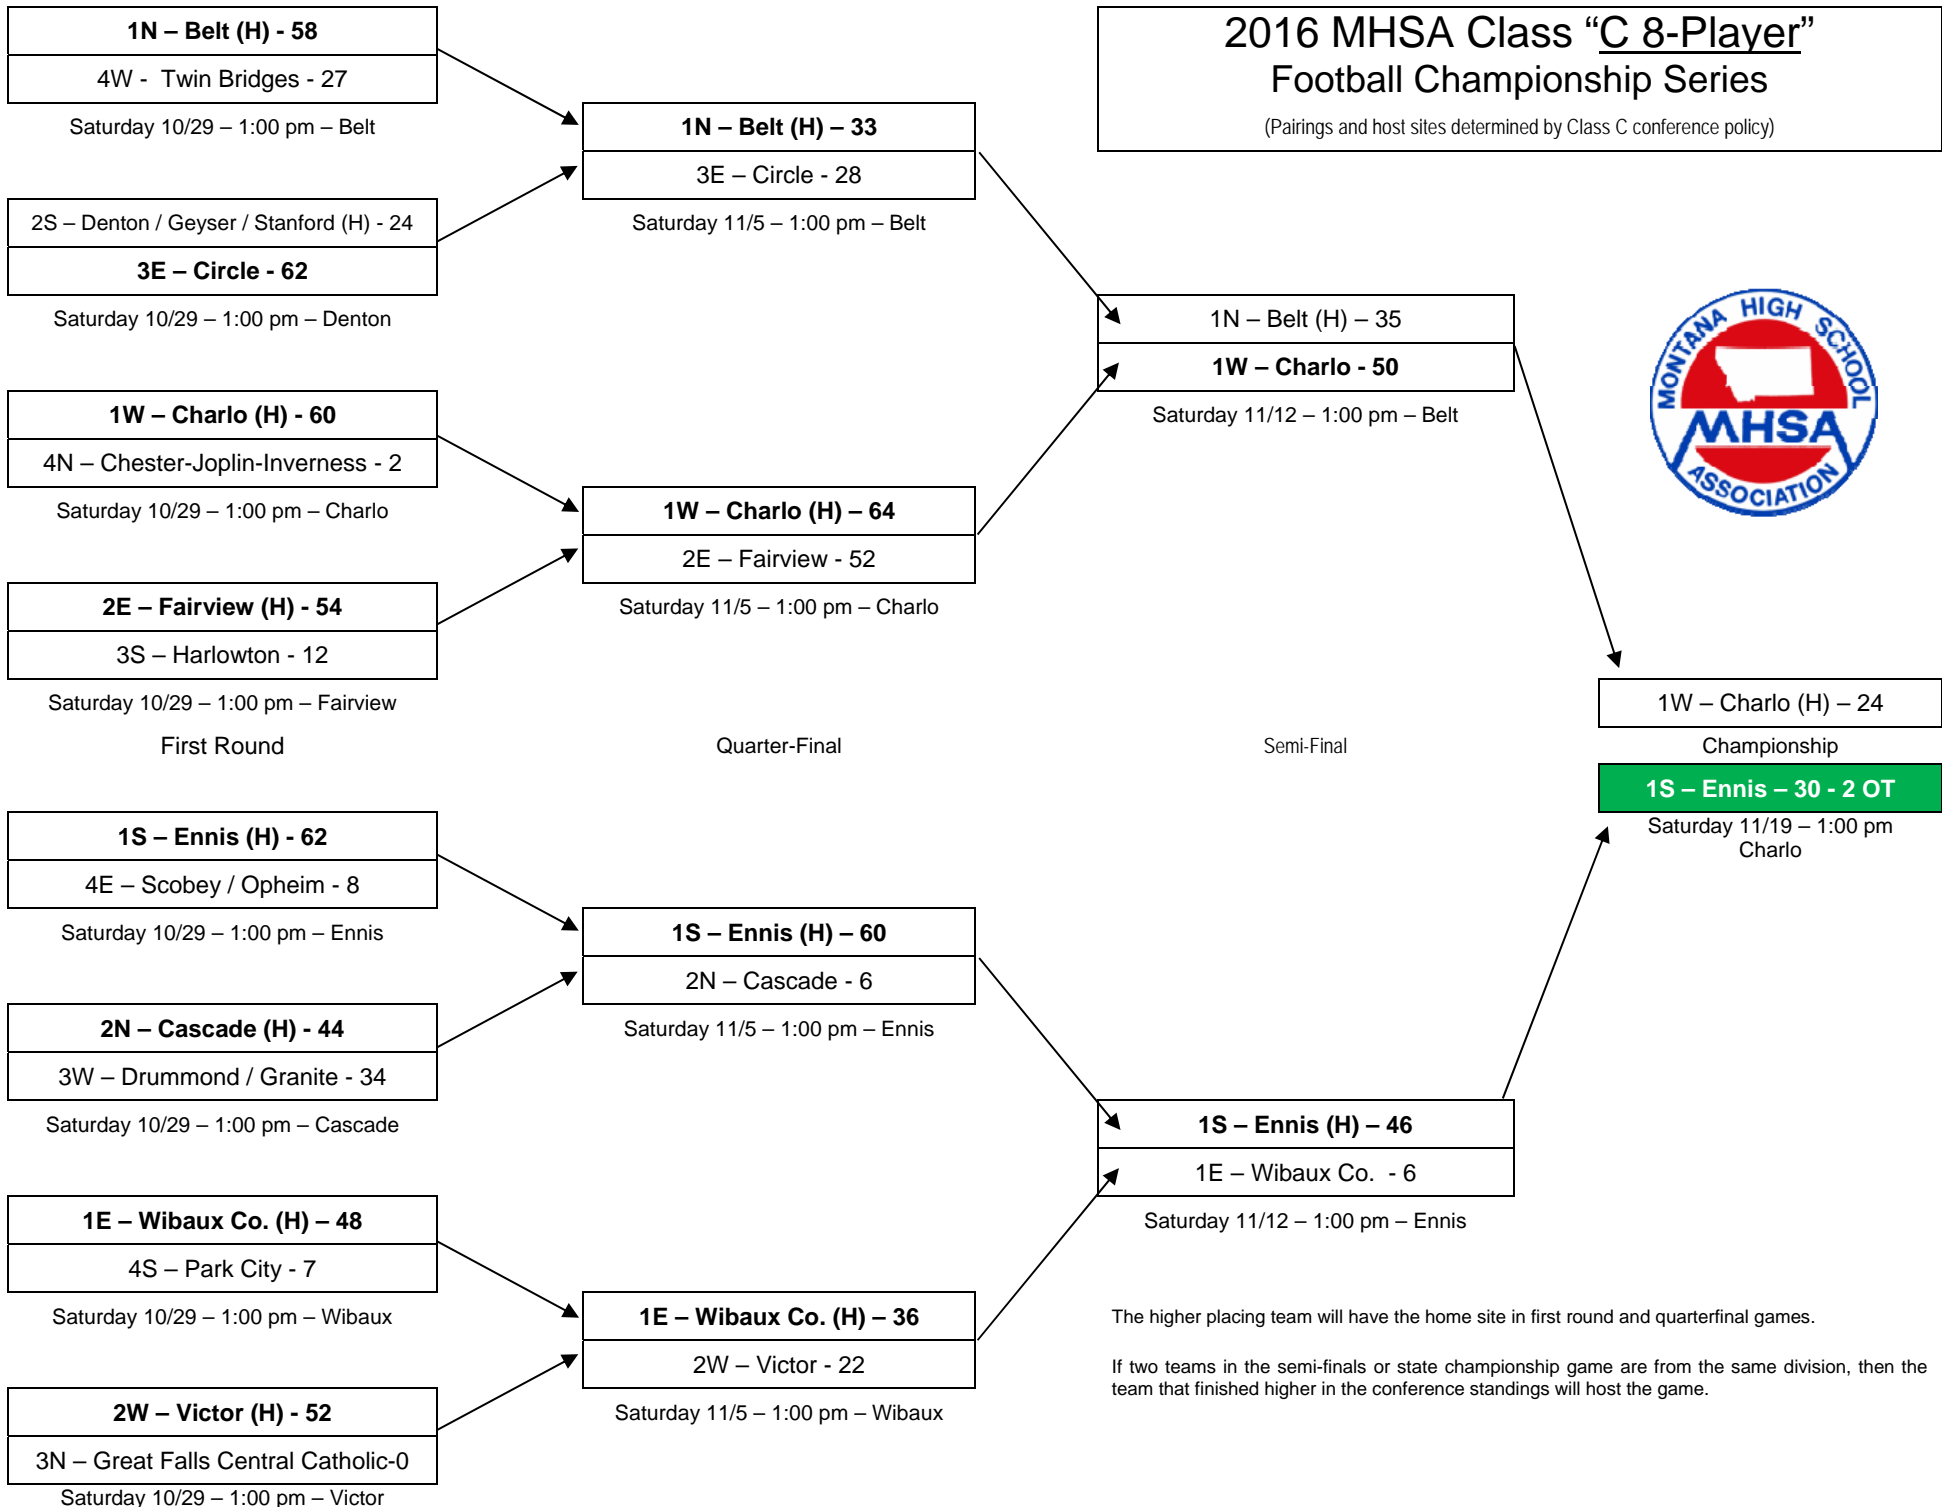 2016 MHSA Class “C 8-Player”
Football Championship Series
(Pairings and host sites determined by Class C conference policy)
MONTANA HIGH SCHOOL
MHSA
ASSOCIATION
1N – Belt (H) - 58
4W - Twin Bridges - 27
Saturday 10/29 – 1:00 pm – Belt
2S – Denton / Geyser / Stanford (H) - 24
3E – Circle - 62
Saturday 10/29 – 1:00 pm – Denton
1W – Charlo (H) - 60
4N – Chester-Joplin-Inverness - 2
Saturday 10/29 – 1:00 pm – Charlo
2E – Fairview (H) - 54
3S – Harlowton - 12
Saturday 10/29 – 1:00 pm – Fairview
First Round
1S – Ennis (H) - 62
4E – Scobey / Opheim - 8
Saturday 10/29 – 1:00 pm – Ennis
2N – Cascade (H) - 44
3W – Drummond / Granite - 34
Saturday 10/29 – 1:00 pm – Cascade
1E – Wibaux Co. (H) – 48
4S – Park City - 7
Saturday 10/29 – 1:00 pm – Wibaux
2W – Victor (H) - 52
3N – Great Falls Central Catholic-0
Saturday 10/29 – 1:00 pm – Victor
1N – Belt (H) – 33
3E – Circle - 28
Saturday 11/5 – 1:00 pm – Belt
1W – Charlo (H) – 64
2E – Fairview - 52
Saturday 11/5 – 1:00 pm – Charlo
Quarter-Final
1S – Ennis (H) – 60
2N – Cascade - 6
Saturday 11/5 – 1:00 pm – Ennis
1E – Wibaux Co. (H) – 36
2W – Victor - 22
Saturday 11/5 – 1:00 pm – Wibaux
1N – Belt (H) – 35
1W – Charlo - 50
Saturday 11/12 – 1:00 pm – Belt
Semi-Final
1S – Ennis (H) – 46
1E – Wibaux Co. - 6
Saturday 11/12 – 1:00 pm – Ennis
1W – Charlo (H) – 24
Championship
1S – Ennis – 30 - 2 OT
Saturday 11/19 – 1:00 pm
Charlo
The higher placing team will have the home site in first round and quarterfinal games.
If two teams in the semi-finals or state championship game are from the same division, then the
team that finished higher in the conference standings will host the game.